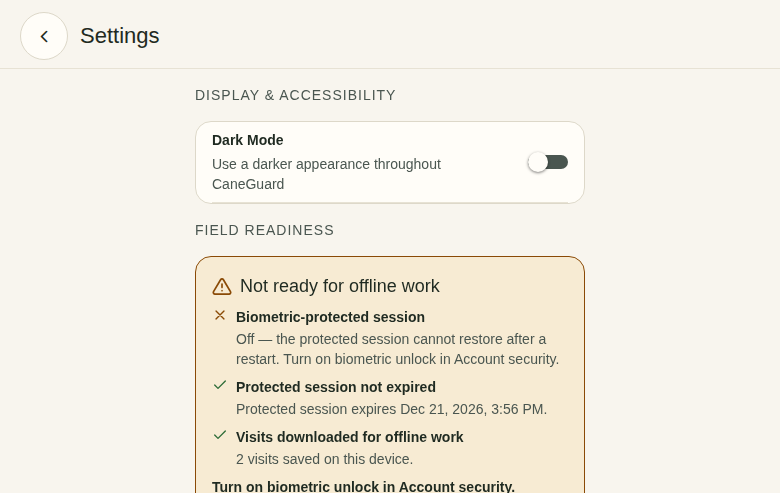 Settings
DISPLAY & ACCESSIBILITY
Dark Mode
Use a darker appearance throughout
CaneGuard
FIELD READINESS
Not ready for offline work
Biometric-protected session
Off — the protected session cannot restore after a
restart. Turn on biometric unlock in Account security.
Protected session not expired
Protected session expires Dec 21, 2026, 3:56 PM.
Visits downloaded for offline work
2 visits saved on this device.
Turn on biometric unlock in Account security.